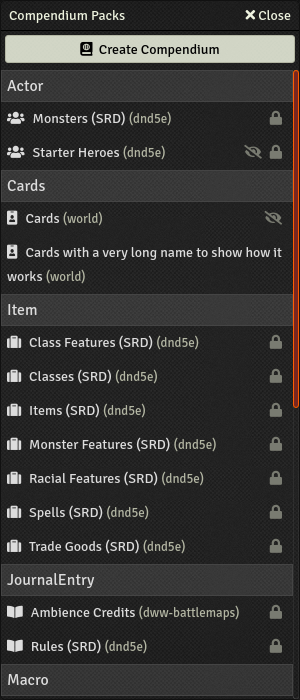 Compendium Packs
Close
Create Compendium
Actor
Monsters (SRD) (dnd5e)
Starter Heroes (dnd5e)
Cards
Cards (world)
Cards with a very long name to show how it
works (world)
Item
Class Features (SRD) (dnd5e)
Classes (SRD) (dnd5e)
Items (SRD) (dnd5e)
Monster Features (SRD) (dnd5e)
Racial Features (SRD) (dnd5e)
Spells (SRD) (dnd5e)
Trade Goods (SRD) (dnd5e)
JournalEntry
Ambience Credits (dww-battlemaps)
Rules (SRD) (dnd5e)
Macro